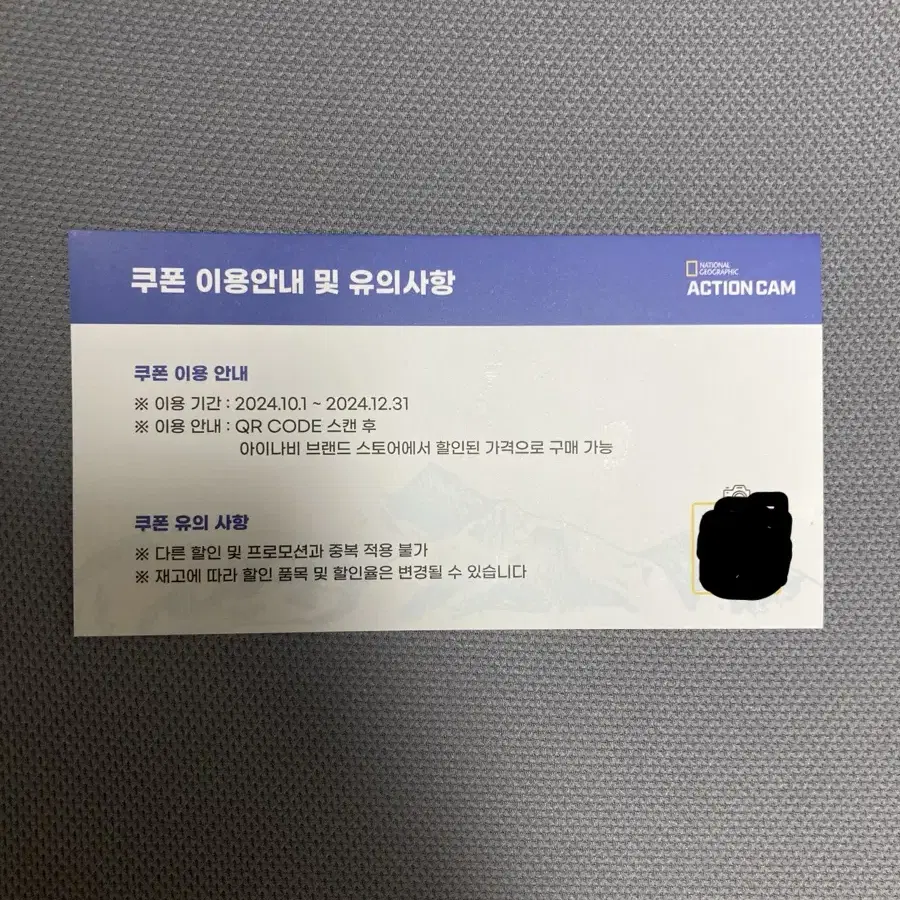 쿠폰 이용안내 및 유의사항
NATIONAL
GEOGRAPHIC
ACTION CAM
쿠폰 이용 안내
※ 이용 기간 : 2024.10.1 ~ 2024.12.31
※ 이용 안내 : QR CODE 스캔 후
아이나비 브랜드 스토어에서 할인된 가격으로 구매 가능
쿠폰 유의 사항
※ 다른 할인 및 프로모션과 중복 적용 불가
※ 재고에 따라 할인 품목 및 할인율은 변경될 수 있습니다